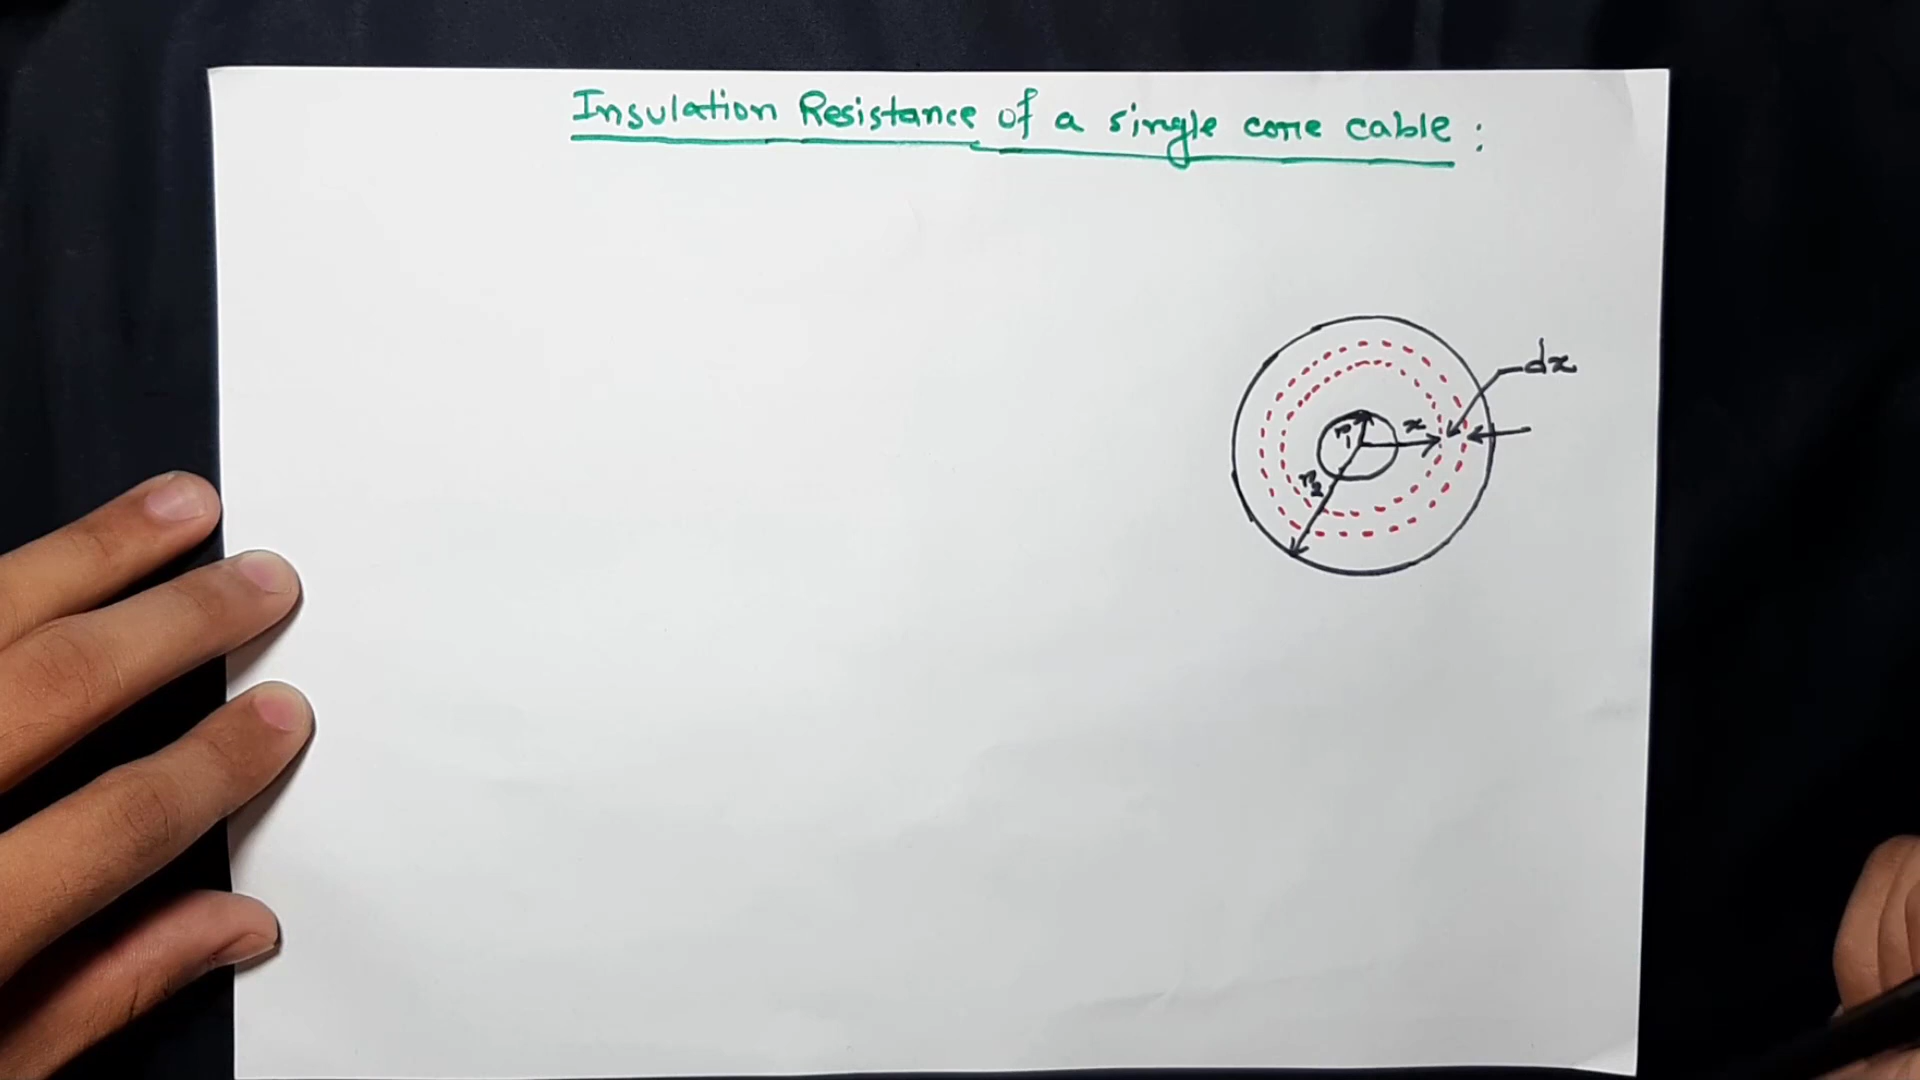 Insulation Resistance of a single core cable :
dx
r₁
x
r₂